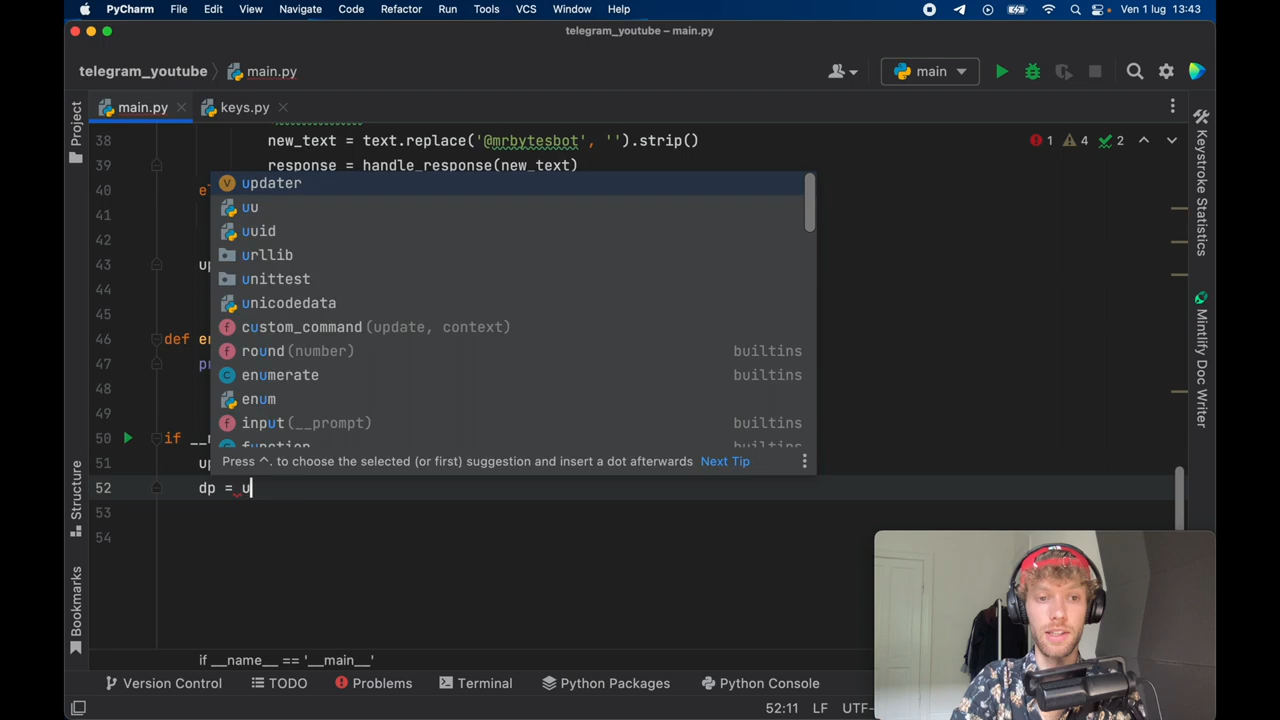 PyCharm File Edit View Navigate Code Refactor Run Tools VCS Window Help Ven 1 lug 13:43
telegram_youtube – main.py
telegram_youtube main.py main
main.py keys.py
Project
38 new_text = text.replace('@mrbytesbot', '').strip()
1 4 2
39 response = handle_response(new_text)
40 e
updater
41
uu
42
uuid
43 up
urllib
44
unittest
45
unicodedata
46 def e
custom_command(update, context)
47 p
round(number) builtins
48
enumerate builtins
49
enum
input(__prompt) builtins
50 if __
function builtins
51 up
Press ^. to choose the selected (or first) suggestion and insert a dot afterwards Next Tip
52 dp = u
53
54
Keystroke Statistics
Mintlify Doc Writer
Structure
Bookmarks
if __name__ == '__main__'
Version Control TODO Problems Terminal Python Packages Python Console
52:11 LF UTF-